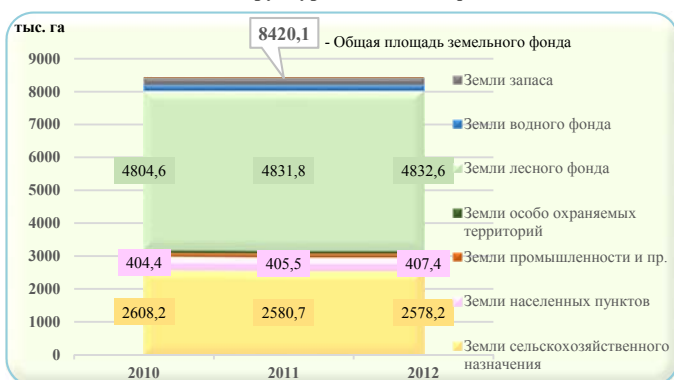 тыс. га
8420,1
- Общая площадь земельного фонда
9000
8000
7000
6000
5000
4000
3000
2000
1000
0
4804,6
4831,8
4832,6
404,4
405,5
407,4
2608,2
2580,7
2578,2
2010
2011
2012
Земли запаса
Земли водного фонда
Земли лесного фонда
Земли особо охраняемых
территорий
Земли промышленности и пр.
Земли населенных пунктов
Земли сельскохозяйственного
назначения